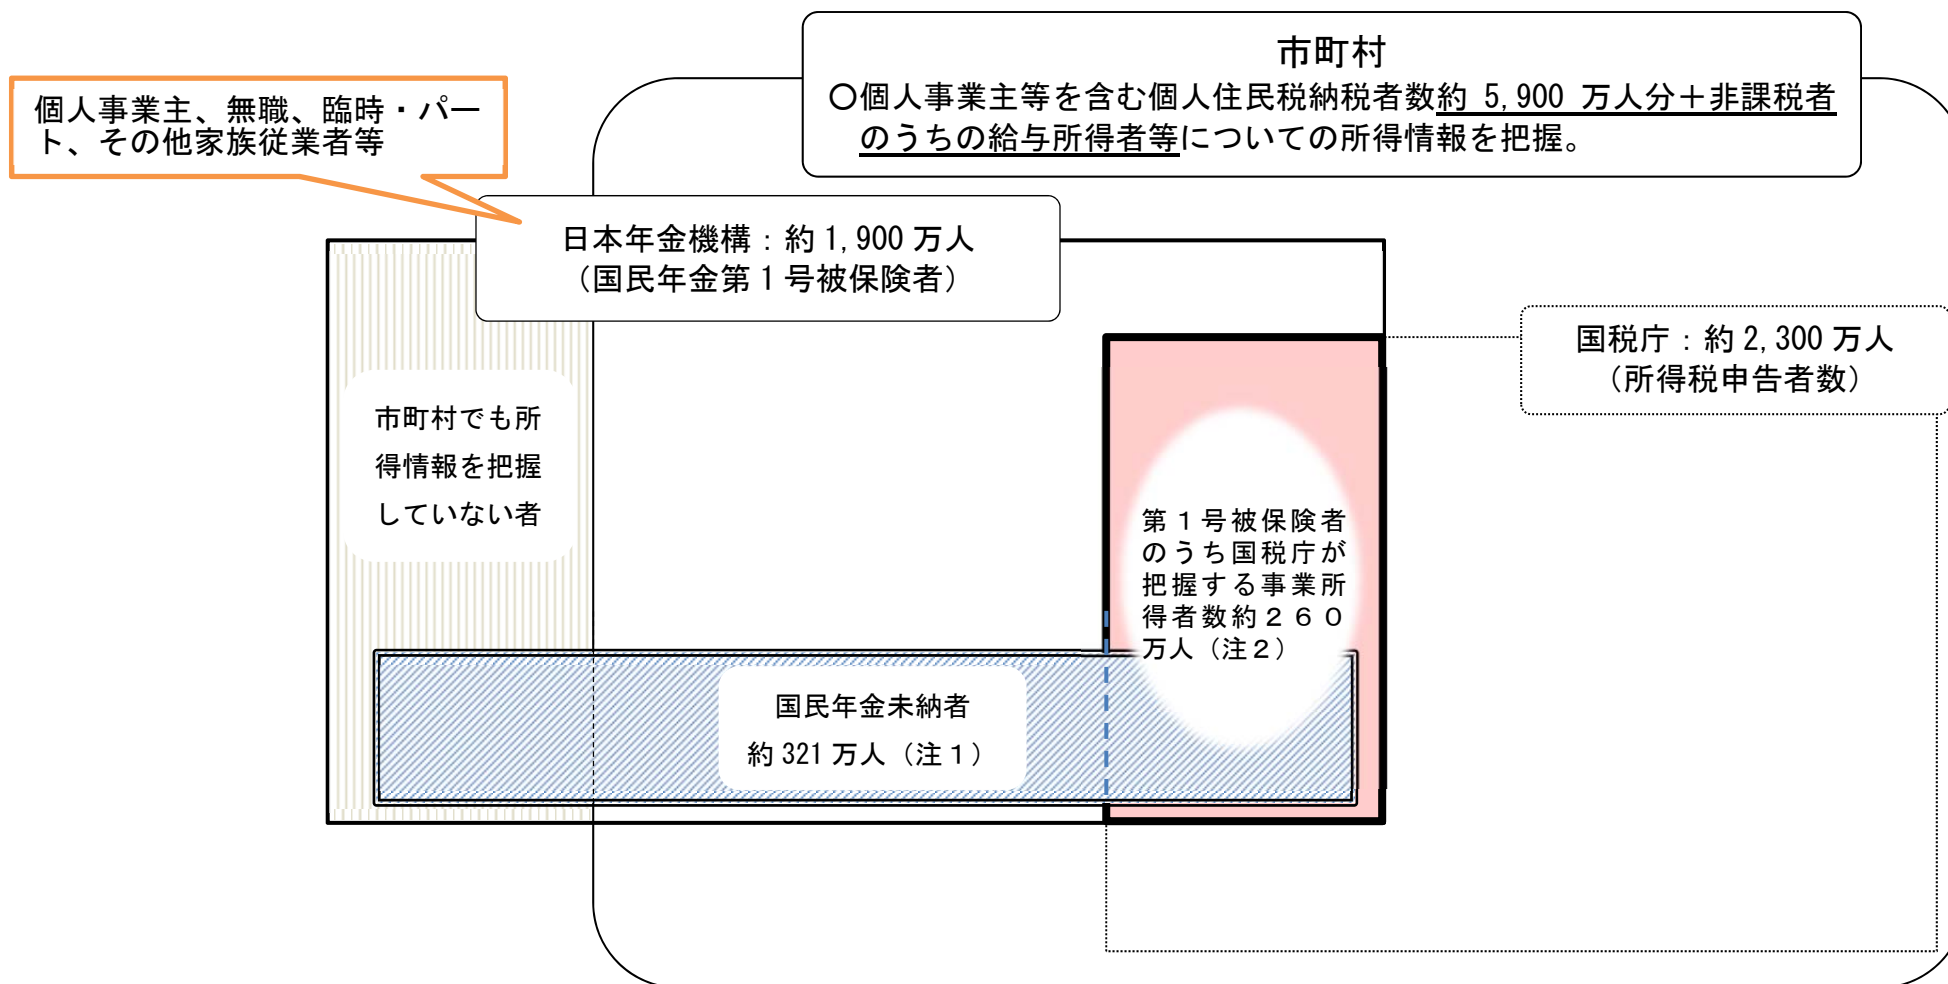 市町村
〇個人事業主等を含む個人住民税納税者数約 5,900 万人分＋非課税者
のうちの給与所得者等についての所得情報を把握。
個人事業主、無職、臨時・パー
ト、その他家族従業者等
日本年金機構：約 1,900 万人
（国民年金第１号被保険者）
国税庁：約 2,300 万人
（所得税申告者数）
市町村でも所
得情報を把握
していない者
第１号被保険者
のうち国税庁が
把握する事業所
得者数約２６０
万人（注２）
国民年金未納者
約 321 万人（注１）